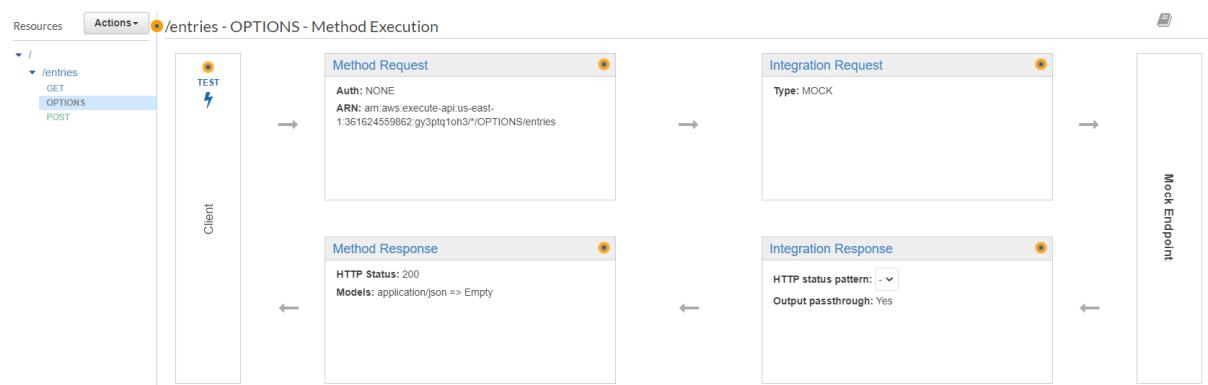 Resources
Actions
/entries - OPTIONS - Method Execution
/
/entries
GET
OPTIONS
POST
TEST
Client
Method Request
Auth: NONE
ARN: arn:aws:execute-api:us-east-
1:361624559862:gy3ptq1oh3/*/OPTIONS/entries
Integration Request
Type: MOCK
Mock Endpoint
Method Response
HTTP Status: 200
Models: application/json => Empty
Integration Response
HTTP status pattern: -
Output passthrough: Yes